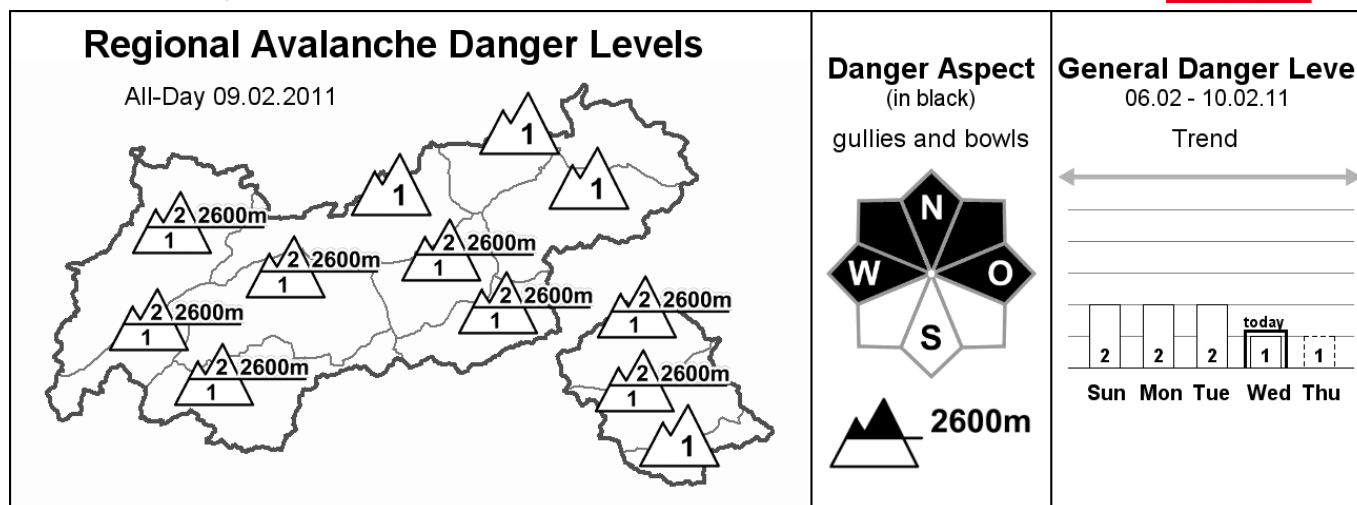 Regional Avalanche Danger Levels
All-Day 09.02.2011
1
1
1
2 2600m
1
2 2600m
1
2 2600m
1
2 2600m
1
2 2600m
1
2 2600m
1
2 2600m
1
2 2600m
1
1
Danger Aspect
(in black)
gullies and bowls
N
W
O
S
2600m
General Danger Leve
06.02 - 10.02.11
Trend
today
2 2 2 1 1
Sun Mon Tue Wed Thu